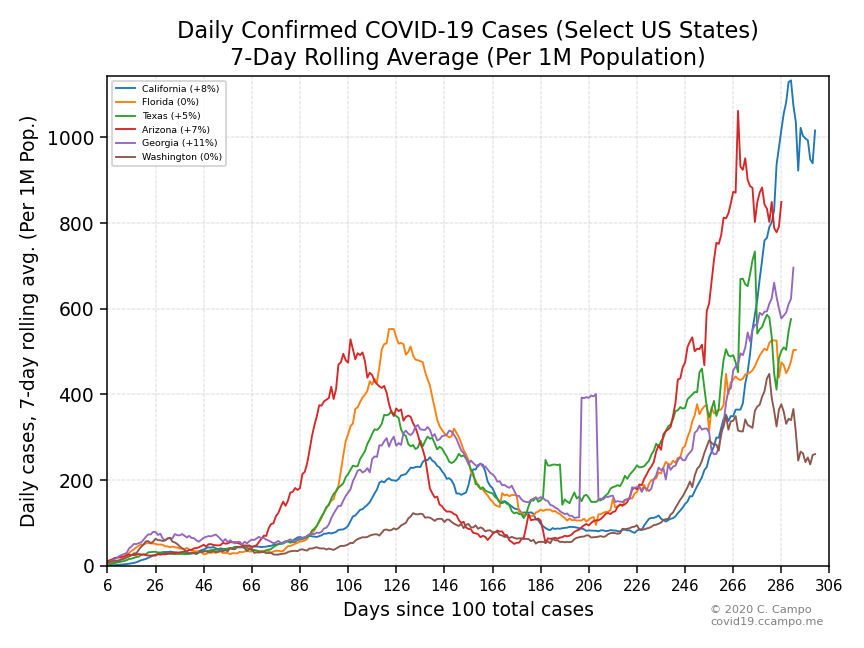 Daily Confirmed COVID-19 Cases (Select US States)
7-Day Rolling Average (Per 1M Population)
California (+8%)
Florida (0%)
Texas (+5%)
Arizona (+7%)
Georgia (+11%)
Washington (0%)
Daily cases, 7-day rolling avg. (Per 1M Pop.)
1000
800
600
400
200
0
6 26 46 66 86 106 126 146 166 186 206 226 246 266 286 306
Days since 100 total cases
© 2020 C. Campo
covid19.ccampo.me